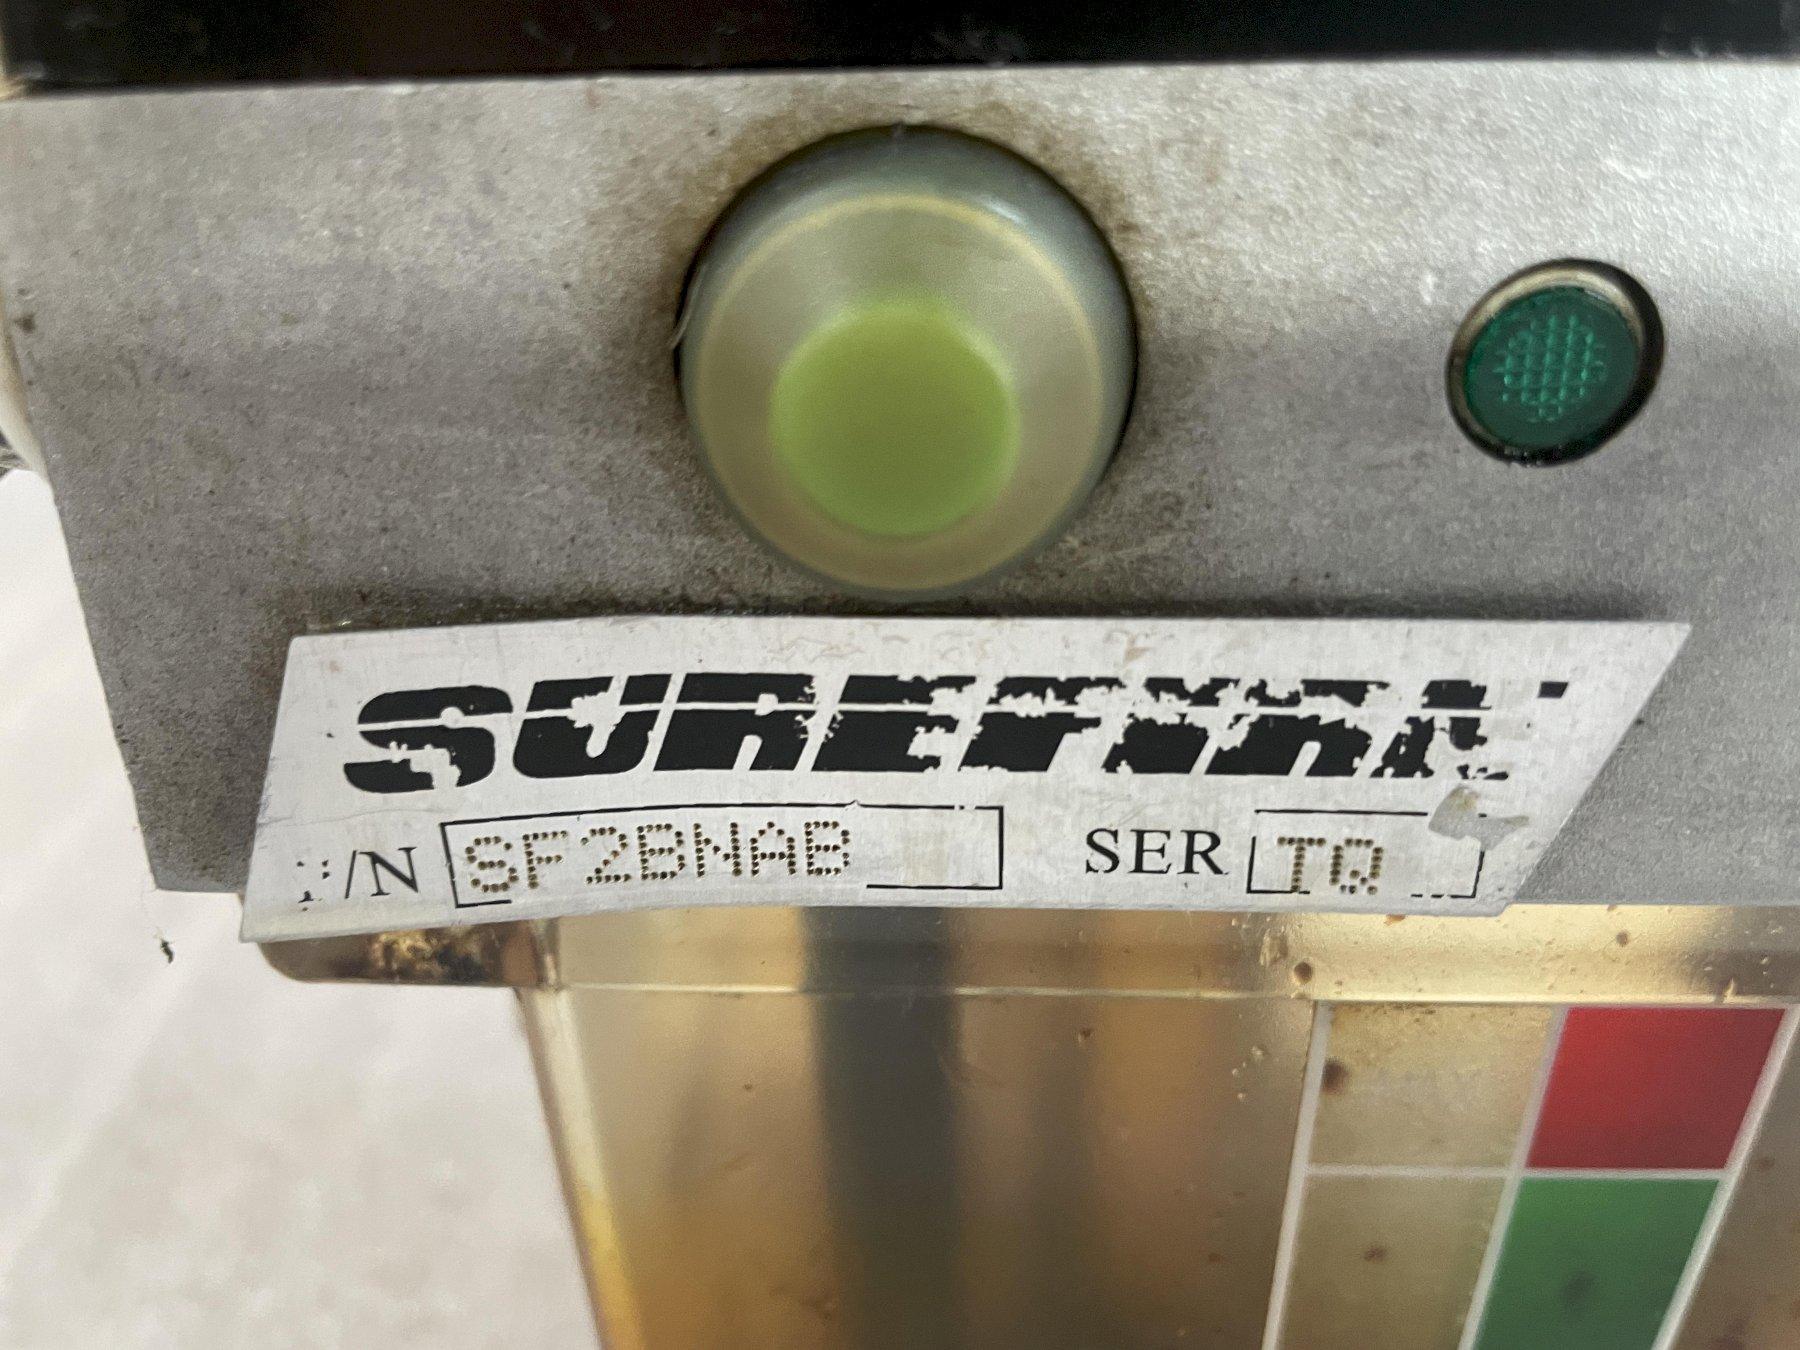 SUREFIRE
P/N SF2BNAB SER TQ